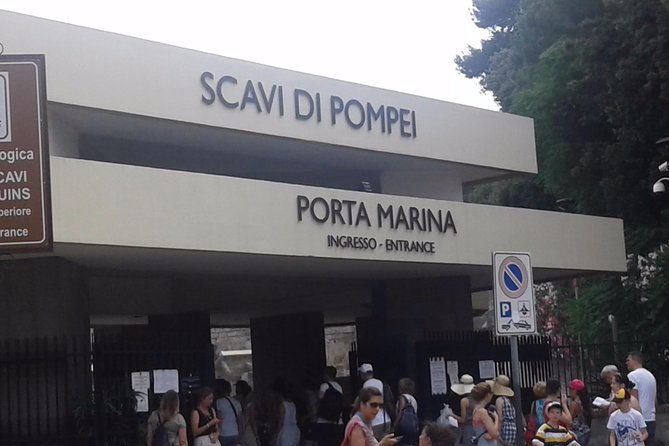 SCAVI DI POMPEI
PORTA MARINA
INGRESSO - ENTRANCE
ogica
CAVI
UINS
periore
rance
P